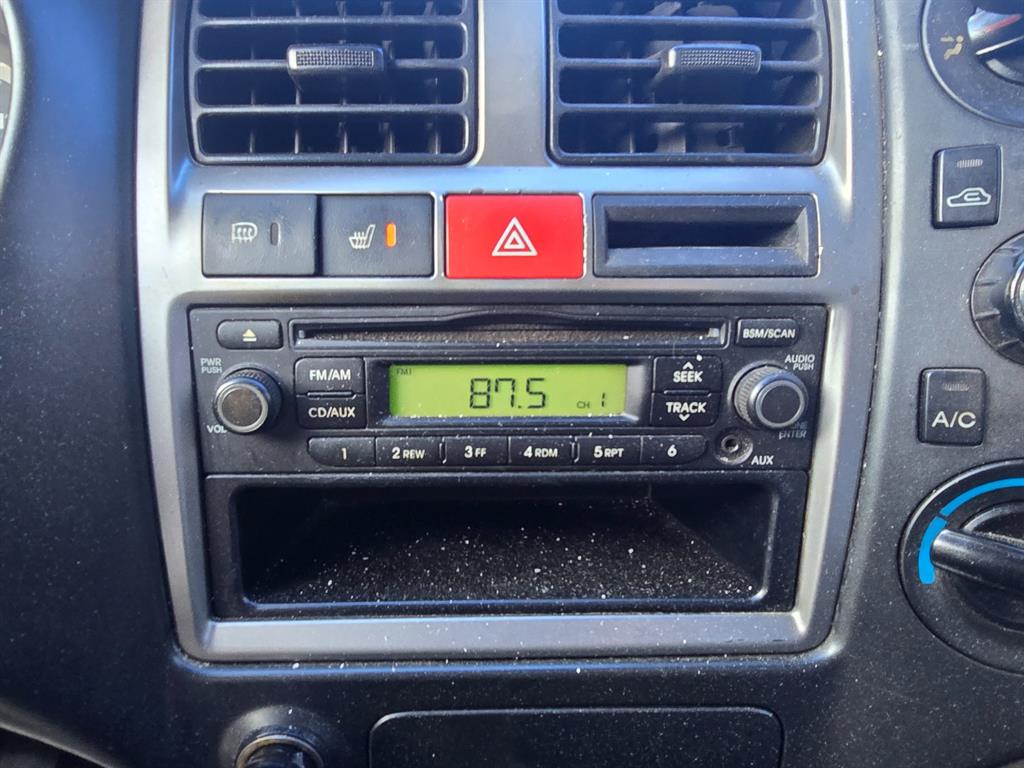 BSM/SCAN
PWR
PUSH
FM/AM
FM1
87.5
CH 1
SEEK
AUDIO
PUSH
CD/AUX
TRACK
VOL
ENTER
1
2 REW
3 FF
4 RDM
5 RPT
6
AUX
A/C